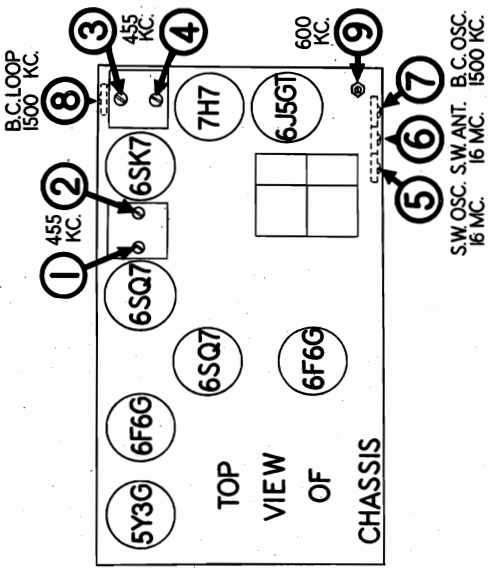 B.C.LOOP
1500 KC.
8
455
KC.
1
2
3
455
KC.
4
5Y3G
6F6G
6SQ7
6SK7
6SQ7
7H7
6F6G
6J5GT
TOP
VIEW
OF
CHASSIS
600
KC.
9
5
6
7
S.W.OSC.
16 MC.
S.W.ANT.
16 MC.
B.C.OSC.
1500 KC.